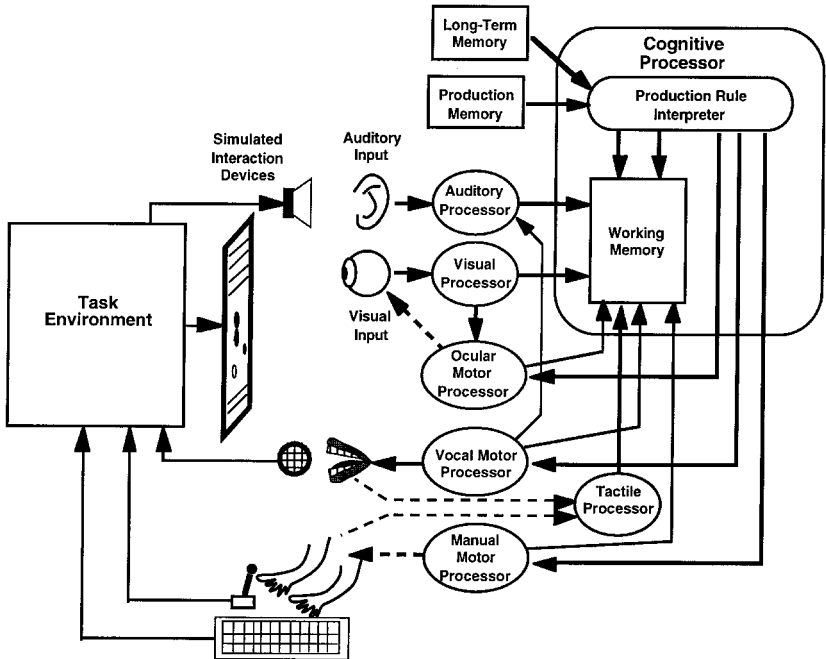 Long-Term
Memory
Cognitive
Processor
Production
Memory
Production Rule
Interpreter
Simulated
Interaction
Devices
Auditory
Input
Auditory
Processor
Working
Memory
Visual
Processor
Task
Environment
Visual
Input
Ocular
Motor
Processor
Vocal Motor
Processor
Tactile
Processor
Manual
Motor
Processor